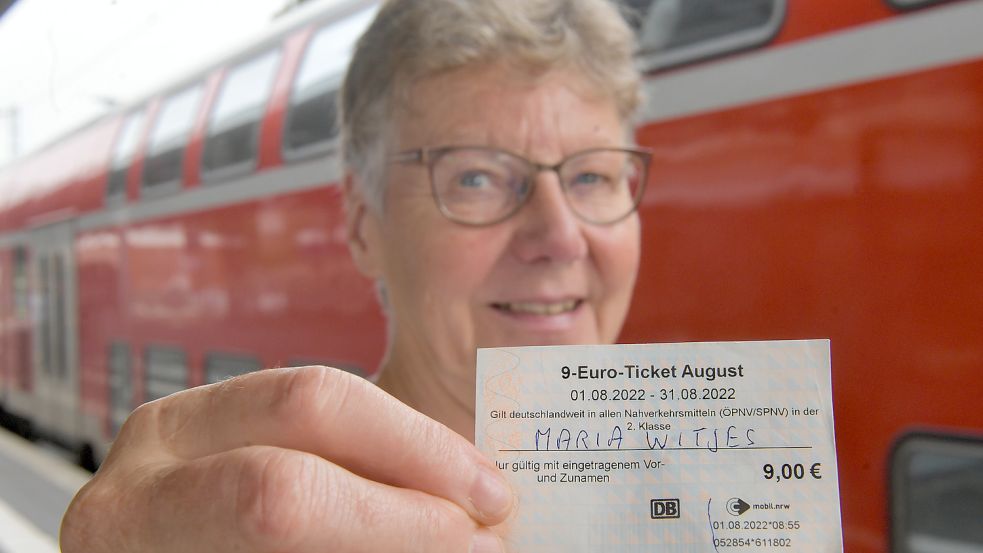 9-Euro-Ticket August
01.08.2022 - 31.08.2022
Gilt deutschlandweit in allen Nahverkehrsmitteln (ÖPNV/SPNV) in der
2. Klasse
MARIA WITJES
ur gültig mit eingetragenem Vor-
und Zunamen
9,00 €
DB
mobil.nrw
01.08.2022*08:55
052854*611802